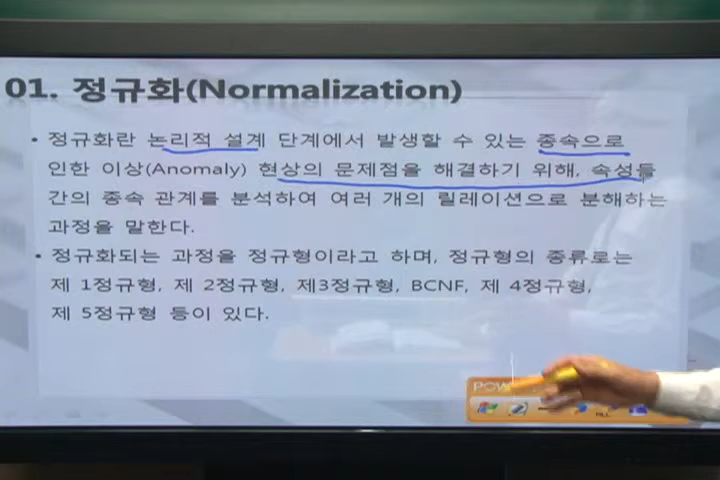 01. 정규화(Normalization)
• 정규화란 논리적 설계 단계에서 발생할 수 있는 종속으로
인한 이상(Anomaly) 현상의 문제점을 해결하기 위해, 속성들
간의 종속 관계를 분석하여 여러 개의 릴레이션으로 분해하는
과정을 말한다.
• 정규화되는 과정을 정규형이라고 하며, 정규형의 종류로는
제 1정규형, 제 2정규형, 제3정규형, BCNF, 제 4정규형,
제 5정규형 등이 있다.